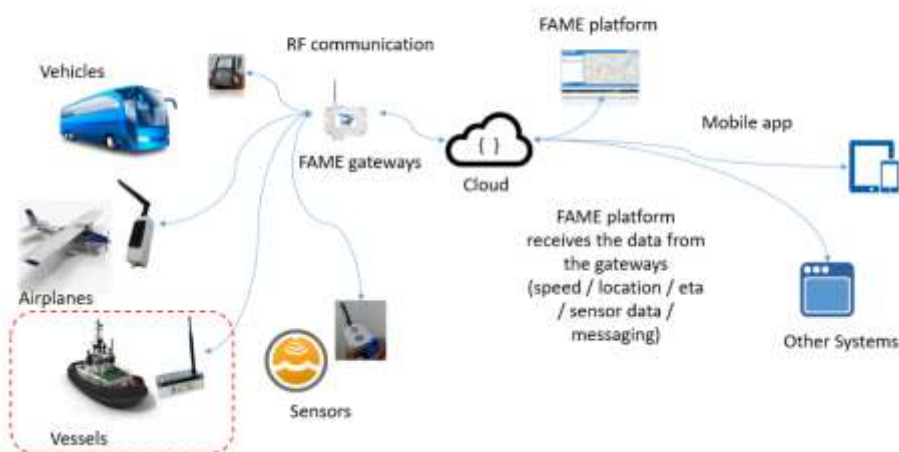 FAME platform
RF communication
Vehicles
Mobile app
FAME gateways
{ }
Cloud
FAME platform
receives the data from
the gateways
(speed / location / eta
/ sensor data /
messaging)
Airplanes
Other Systems
Sensors
Vessels